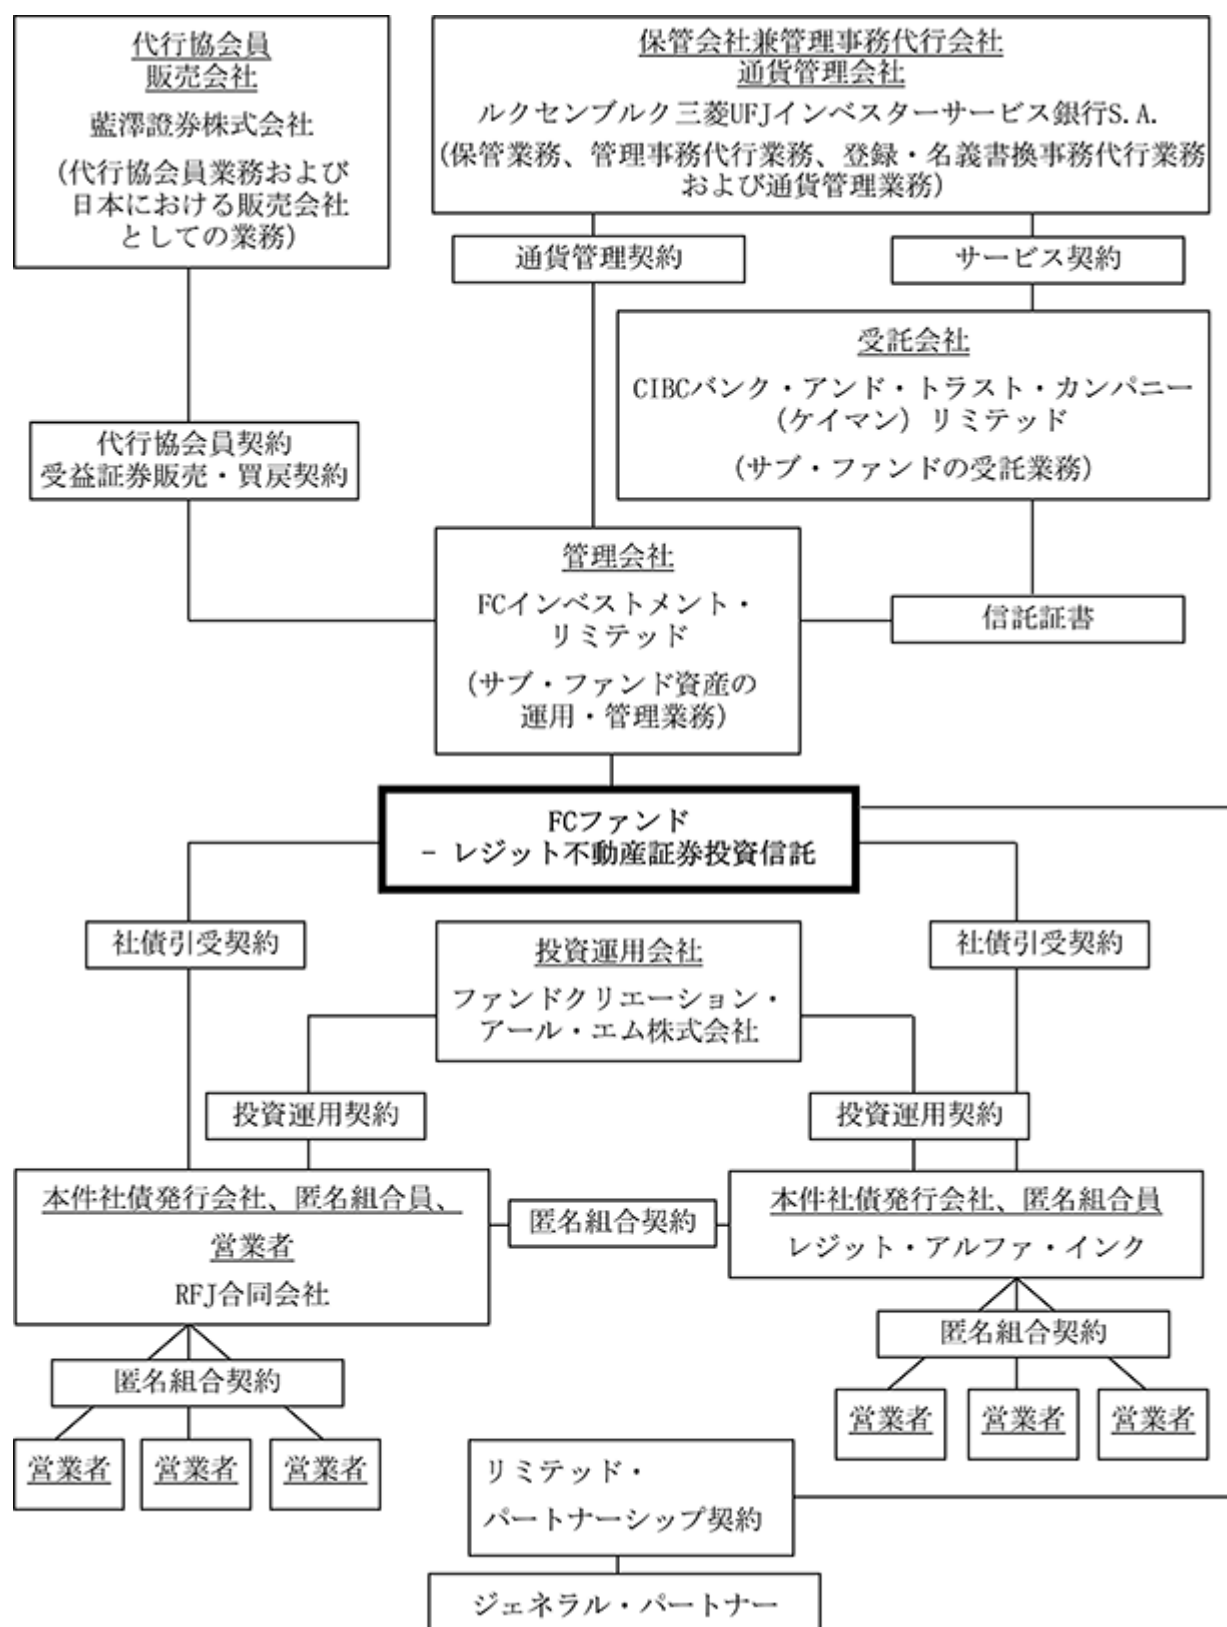 代行協会員
販売会社
藍澤證券株式会社
(代行協会員業務および
日本における販売会社
としての業務)
保管会社兼管理事務代行会社
通貨管理会社
ルクセンブルク三菱UFJインベスターサービス銀行S.A.
(保管業務、管理事務代行業務、登録・名義書換事務代行業務
および通貨管理業務)
通貨管理契約
サービス契約
受託会社
CIBCバンク・アンド・トラスト・カンパニー
(ケイマン) リミテッド
(サブ・ファンドの受託業務)
代行協会員契約
受益証券販売・買戻契約
管理会社
FCインベストメント・
リミテッド
(サブ・ファンド資産の
運用・管理業務)
信託証書
FCファンド
- レジット不動産証券投資信託
社債引受契約
投資運用会社
ファンドクリエーション・
アール・エム株式会社
社債引受契約
投資運用契約
投資運用契約
本件社債発行会社、匿名組合員、
営業者
RFJ合同会社
匿名組合契約
本件社債発行会社、匿名組合員
レジット・アルファ・インク
匿名組合契約
営業者
営業者
営業者
匿名組合契約
営業者
営業者
営業者
リミテッド・
パートナーシップ契約
ジェネラル・パートナー